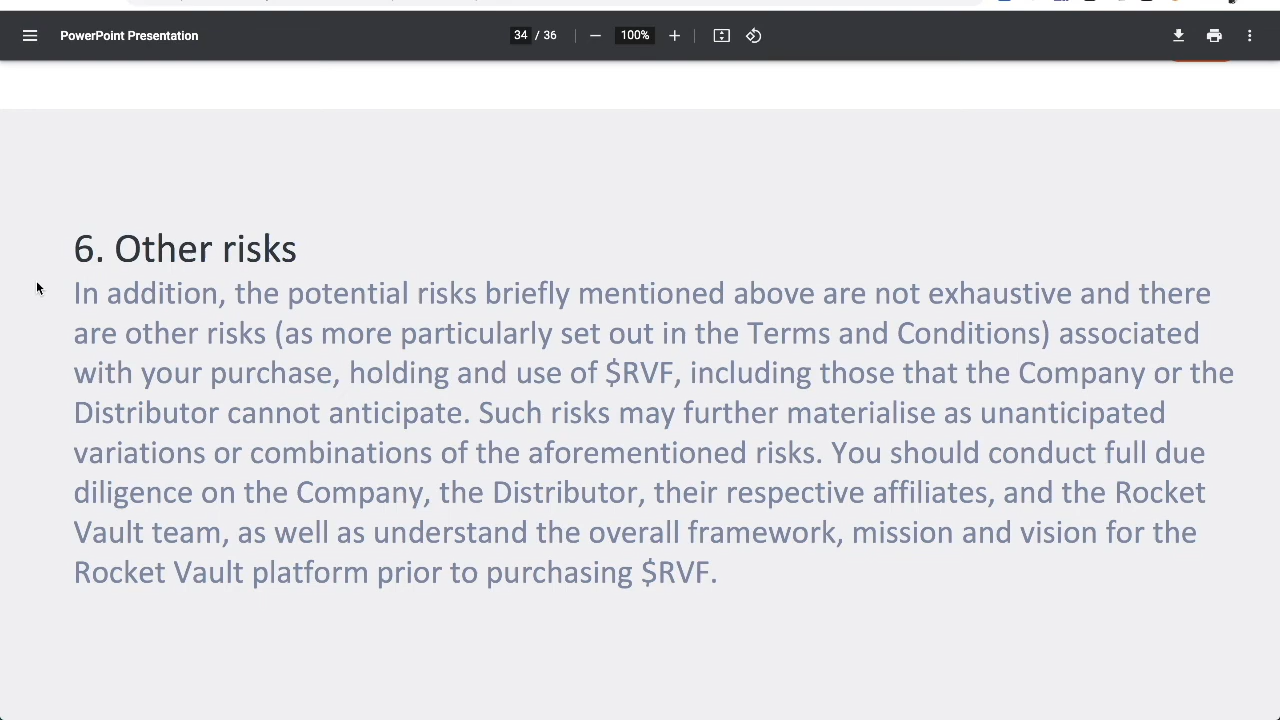 PowerPoint Presentation 34 / 36 100%
6. Other risks
In addition, the potential risks briefly mentioned above are not exhaustive and there
are other risks (as more particularly set out in the Terms and Conditions) associated
with your purchase, holding and use of $RVF, including those that the Company or the
Distributor cannot anticipate. Such risks may further materialise as unanticipated
variations or combinations of the aforementioned risks. You should conduct full due
diligence on the Company, the Distributor, their respective affiliates, and the Rocket
Vault team, as well as understand the overall framework, mission and vision for the
Rocket Vault platform prior to purchasing $RVF.